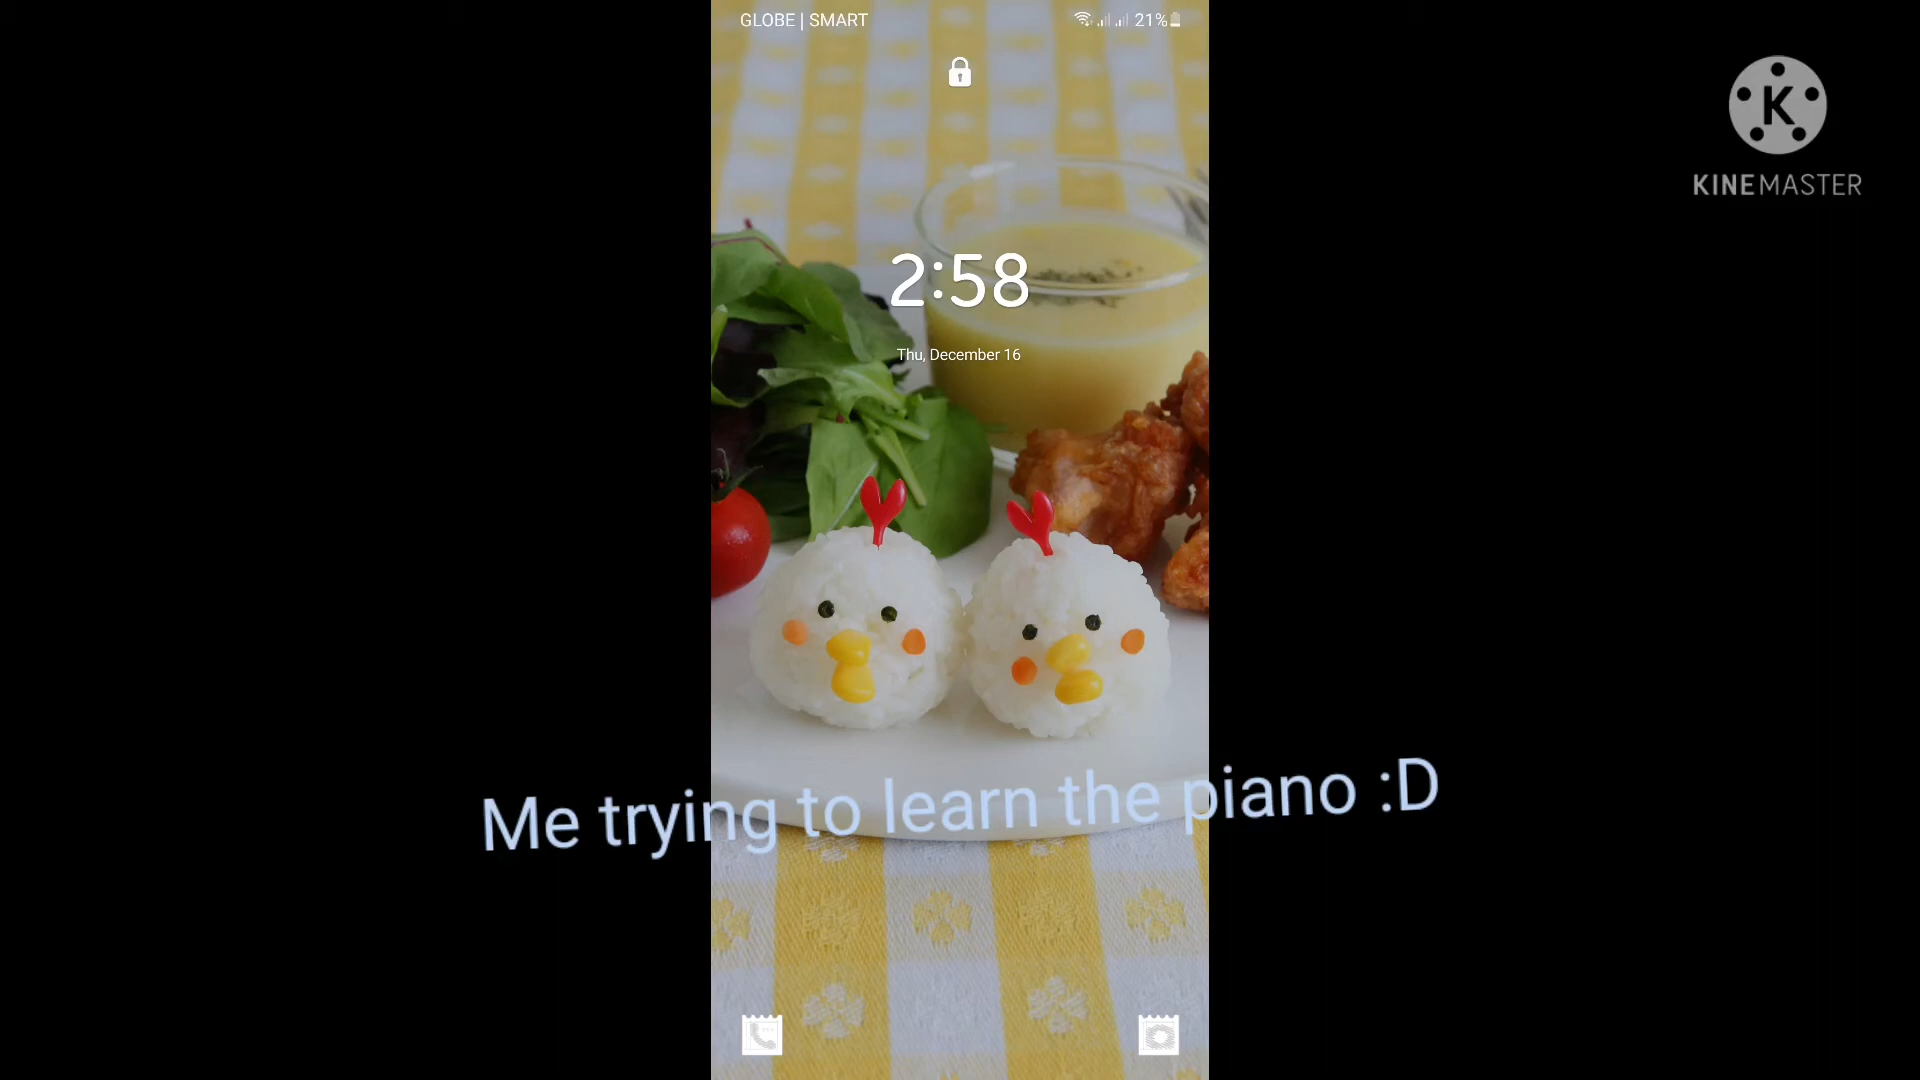 GLOBE | SMART
21%
K
KINEMASTER
2:58
Thu, December 16
Me trying to learn the piano :D